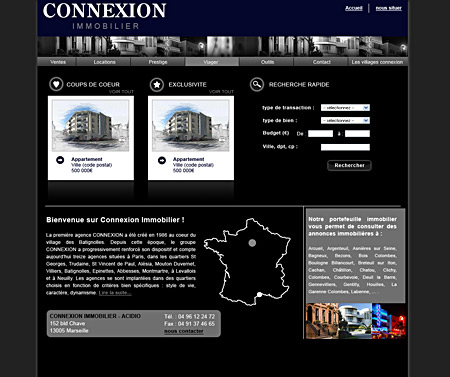 CONNEXION
IMMOBILIER
Accueil | nous situer
Ventes Locations Prestige Viager Outils Contact Les villages connexion
COUPS DE COEUR
VOIR TOUT
EXCLUSIVITE
VOIR TOUT
RECHERCHE RAPIDE
Appartement
Ville (code postal)
500 000€
Appartement
Ville (code postal)
500 000€
type de transaction : - sélectionnez -
type de bien : - sélectionnez -
Budget (€) De : à :
Ville, dpt, cp :
Rechercher
Bienvenue sur Connexion Immobilier !
La première agence CONNEXION a été créé en 1986 au coeur du
village des Batignolles. Depuis cette époque, le groupe
CONNEXION a progressivement renforcé son dispositif et compte
aujourd'hui treize agences situées à Paris, dans les quartiers St
Georges, Trudaine, St Vincent de Paul, Alésia, Mouton Duvernet,
Villiers, Batignolles, Epinettes, Abbesses, Montmartre, à Levallois
et à Neuilly. Les agences se sont implantées dans des quartiers
choisis en fonction de critères bien spécifiques : style de vie,
caractère, dynamisme. Lire la suite...
Notre portefeuille immobilier
vous permet de consulter des
annonces immobilières à :
Arcueil, Argenteuil, Asnières sur Seine,
Bagneux, Bezons, Bois Colombes,
Boulogne Billancourt, Breteuil sur Iton,
Cachan, Châtillon, Chatou, Clichy,
Colombes, Courbevoie, Deuil la Barre,
Gennevilliers, Gentilly, Houilles, La
Garenne Colombes, Labenne, ....
CONNEXION IMMOBILIER - ACIDIO
152 bld Chave
13005 Marseille
Tél. : 04 96 12 24 72
Fax : 04 91 37 46 65
nous contacter